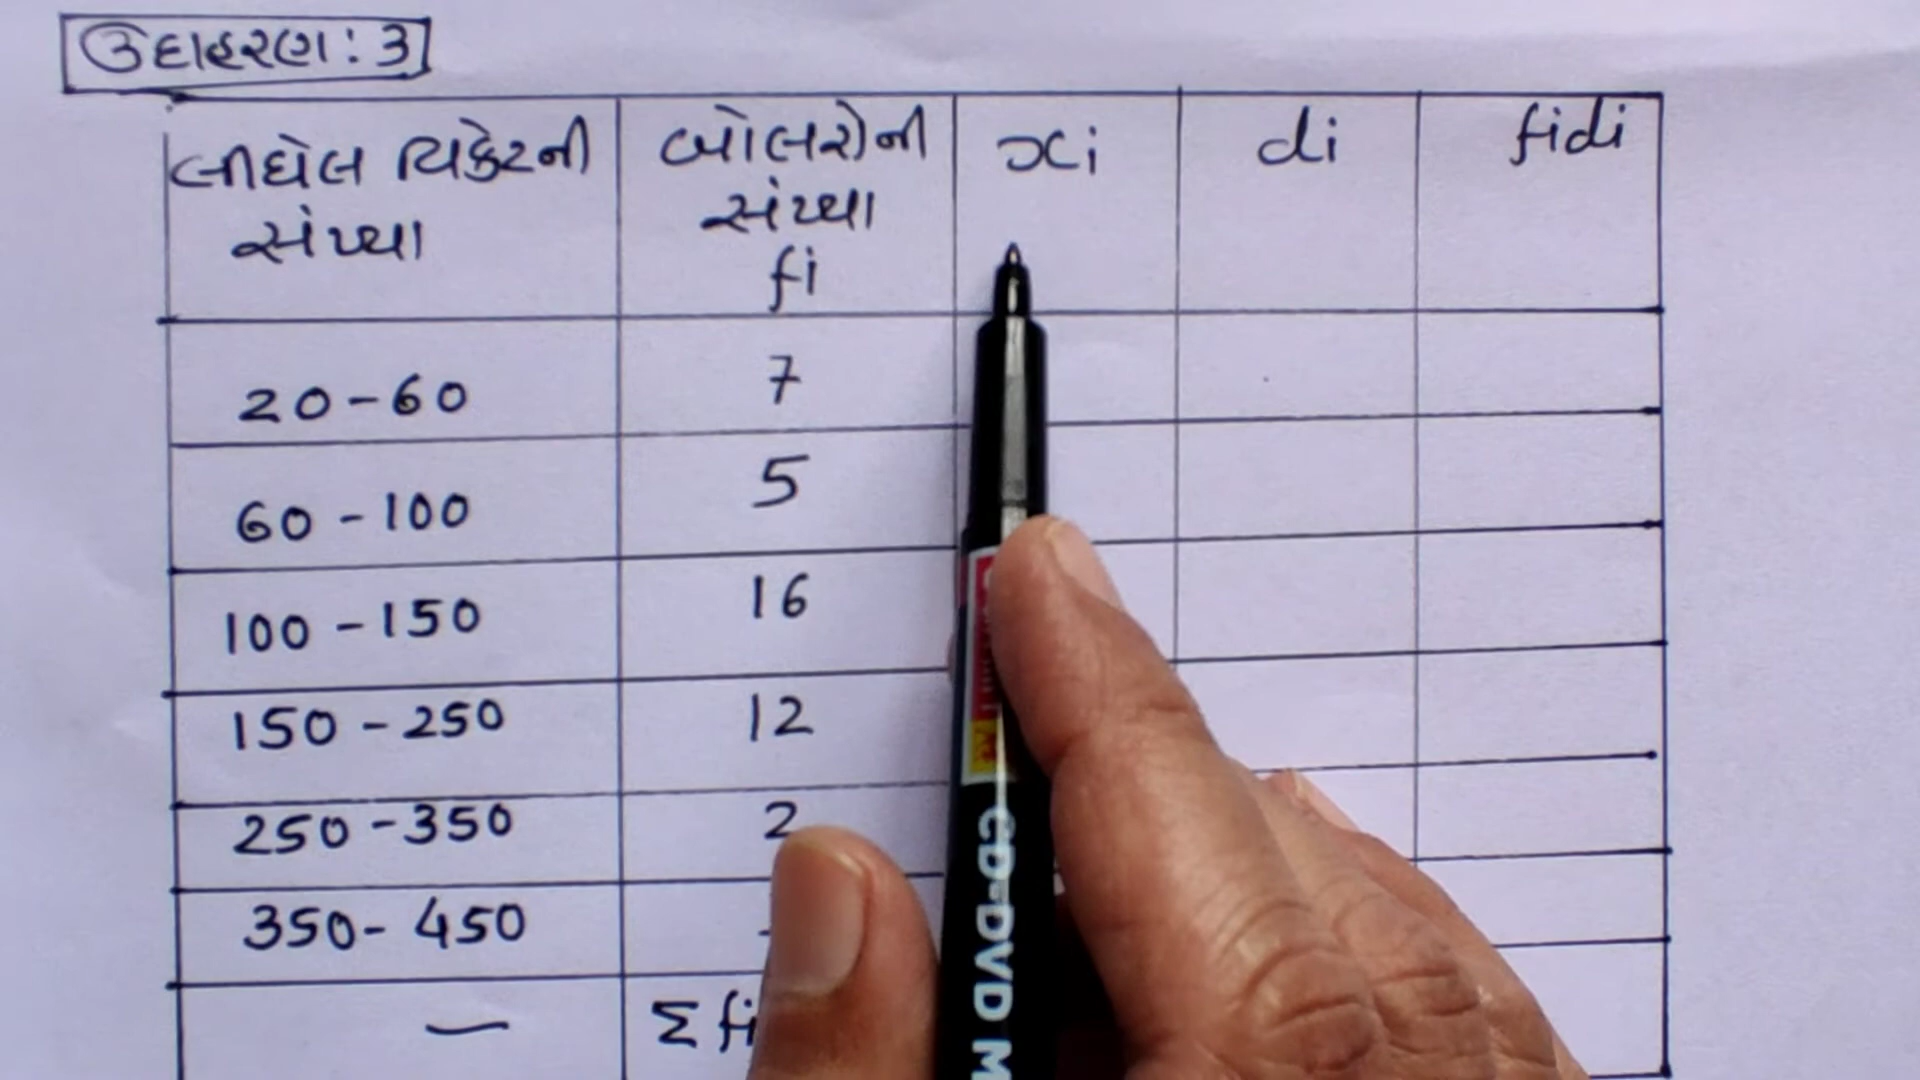 ઉદાહરણ : 3
લીધેલ વિકેટની સંખ્યા
બોલરોની સંખ્યા fi
xi
di
fidi
20-60
7
60-100
5
100-150
16
150-250
12
250-350
2
350-450
—
Σfi
CD-DVD M